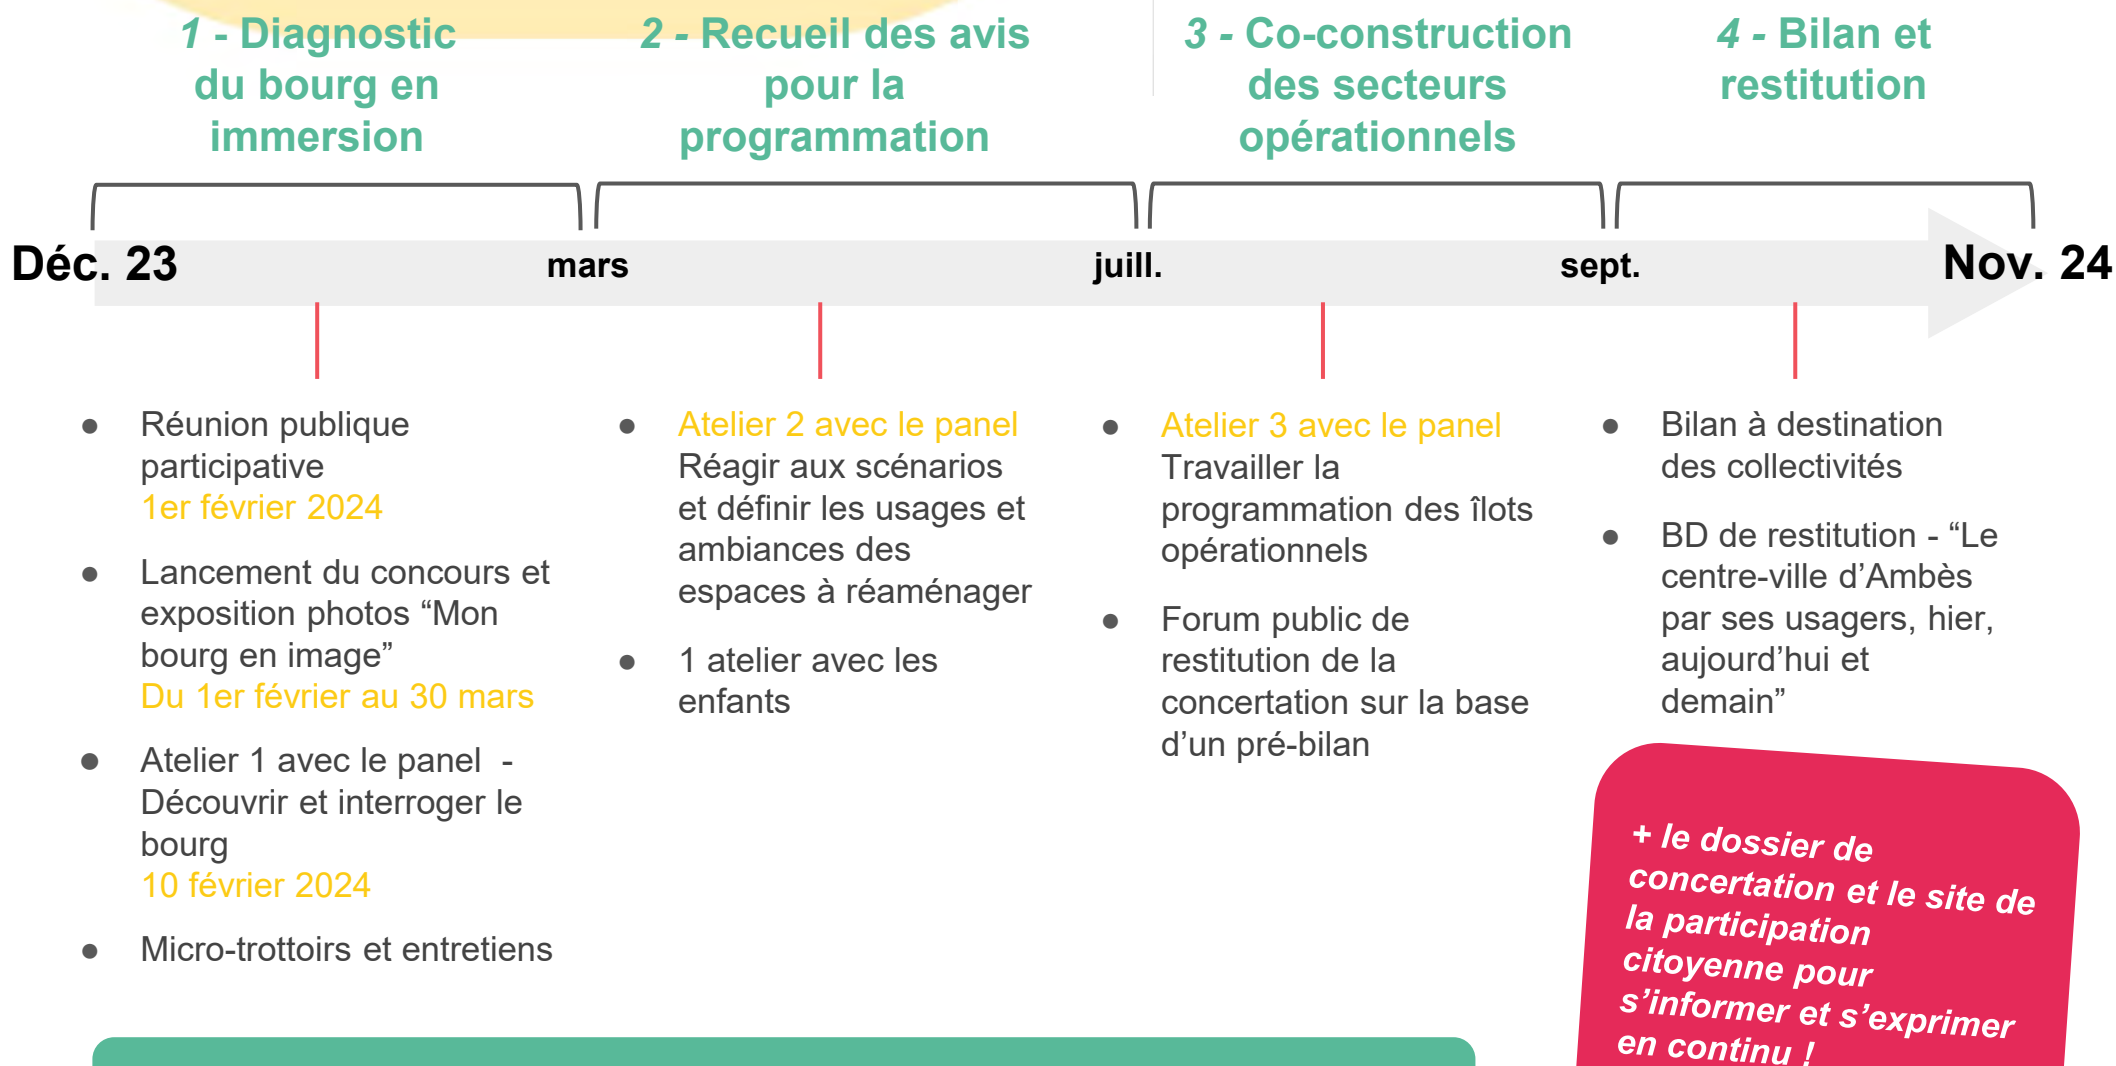 1 - Diagnostic
du bourg en
immersion
2 - Recueil des avis
pour la
programmation
3 - Co-construction
des secteurs
opérationnels
4 - Bilan et
restitution
Déc. 23
mars
juill.
sept.
Nov. 24
● Réunion publique
participative
1er février 2024
● Lancement du concours et
exposition photos “Mon
bourg en image”
Du 1er février au 30 mars
● Atelier 1 avec le panel -
Découvrir et interroger le
bourg
10 février 2024
● Micro-trottoirs et entretiens
● Atelier 2 avec le panel
Réagir aux scénarios
et définir les usages et
ambiances des
espaces à réaménager
● 1 atelier avec les
enfants
● Atelier 3 avec le panel
Travailler la
programmation des îlots
opérationnels
● Forum public de
restitution de la
concertation sur la base
d’un pré-bilan
● Bilan à destination
des collectivités
● BD de restitution - “Le
centre-ville d’Ambès
par ses usagers, hier,
aujourd’hui et
demain”
+ le dossier de
concertation et le site de
la participation
citoyenne pour
s’informer et s’exprimer
en continu !